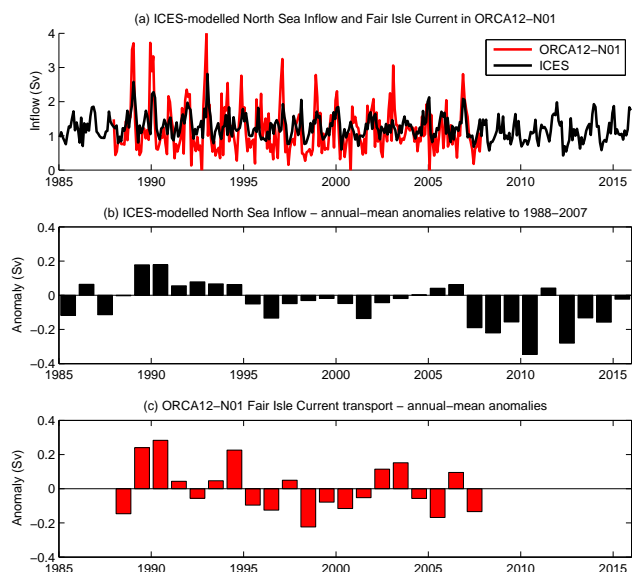 (a) ICES−modelled North Sea Inflow and Fair Isle Current in ORCA12−N01
4
3
2
1
0
Inflow (Sv)
ORCA12−N01
ICES
1985 1990 1995 2000 2005 2010 2015
(b) ICES−modelled North Sea Inflow − annual−mean anomalies relative to 1988−2007
0.4
0.2
0
−0.2
−0.4
Anomaly (Sv)
1985 1990 1995 2000 2005 2010 2015
(c) ORCA12−N01 Fair Isle Current transport − annual−mean anomalies
0.4
0.2
0
−0.2
−0.4
Anomaly (Sv)
1985 1990 1995 2000 2005 2010 2015